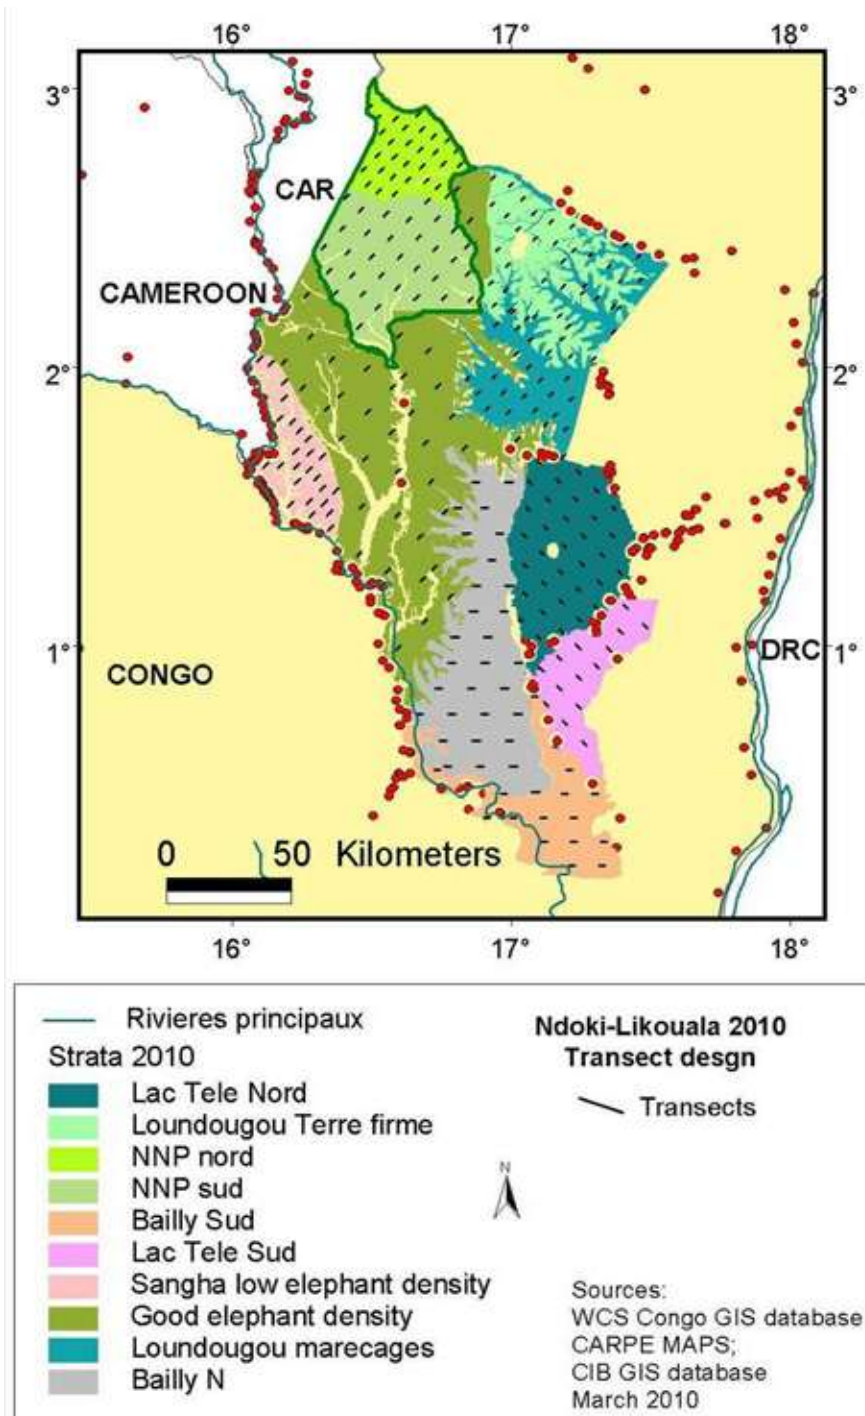 16° 17° 18°
3° 3°
CAR
CAMEROON
2° 2°
1° 1°
DRC
CONGO
0 50 Kilometers
16° 17° 18°
Rivieres principaux
Strata 2010
Lac Tele Nord
Loundougou Terre firme
NNP nord
NNP sud
Bailly Sud
Lac Tele Sud
Sangha low elephant density
Good elephant density
Loundougou marecages
Bailly N
Ndoki-Likouala 2010
Transect desgn
Transects
N
Sources:
WCS Congo GIS database
CARPE MAPS;
CIB GIS database
March 2010